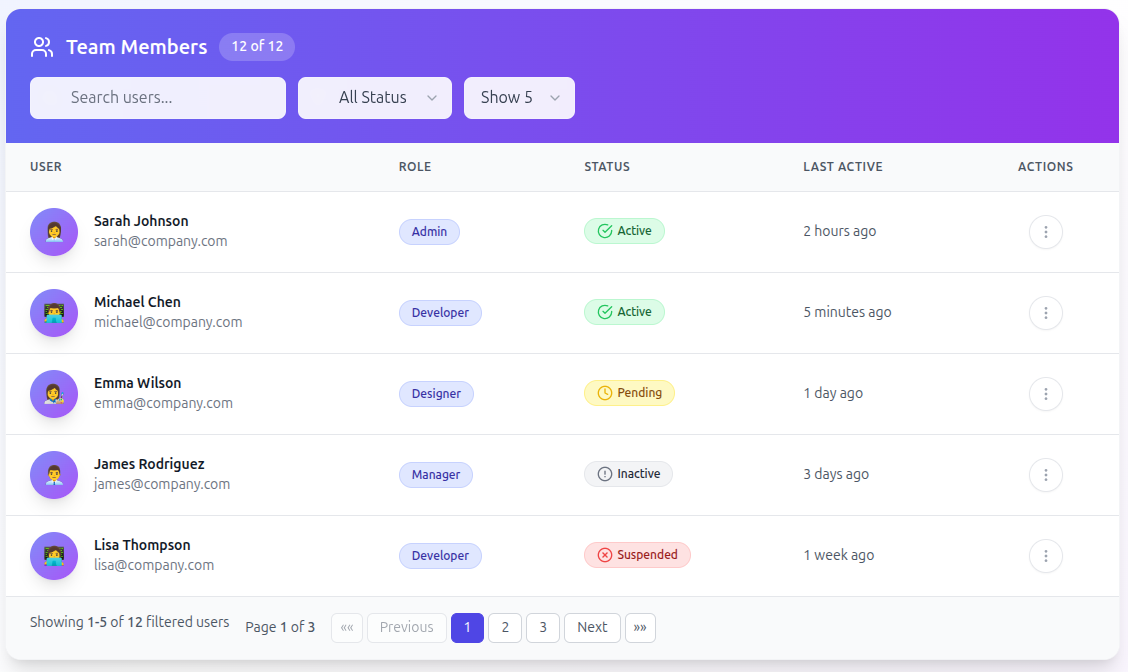 Team Members 12 of 12
Search users... All Status Show 5
USER ROLE STATUS LAST ACTIVE ACTIONS
Sarah Johnson
sarah@company.com
Admin Active 2 hours ago
Michael Chen
michael@company.com
Developer Active 5 minutes ago
Emma Wilson
emma@company.com
Designer Pending 1 day ago
James Rodriguez
james@company.com
Manager Inactive 3 days ago
Lisa Thompson
lisa@company.com
Developer Suspended 1 week ago
Showing 1-5 of 12 filtered users Page 1 of 3 «« Previous 1 2 3 Next »»